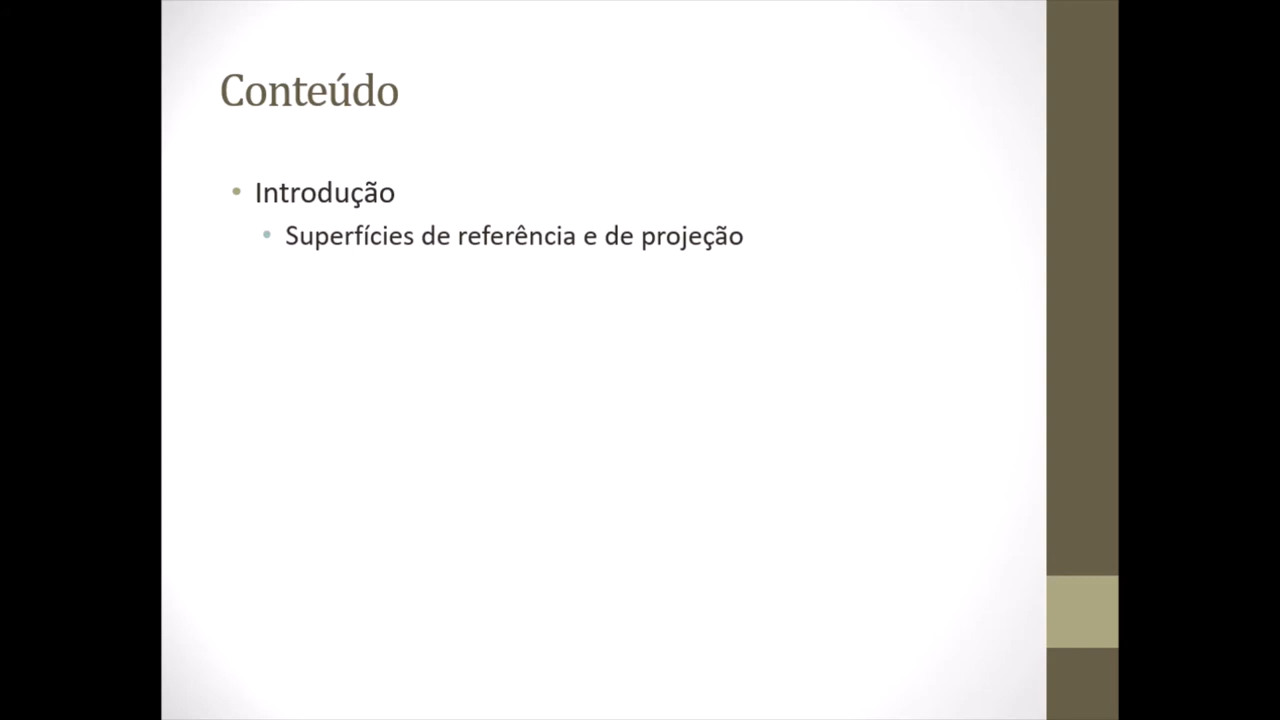 Conteúdo
• Introdução
• Superfícies de referência e de projeção